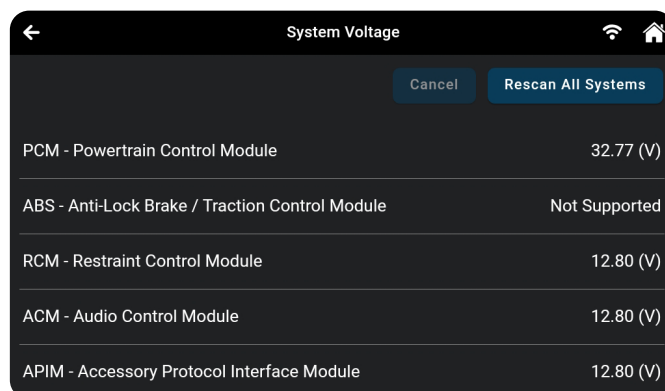 System Voltage
Cancel Rescan All Systems
PCM - Powertrain Control Module 32.77 (V)
ABS - Anti-Lock Brake / Traction Control Module Not Supported
RCM - Restraint Control Module 12.80 (V)
ACM - Audio Control Module 12.80 (V)
APIM - Accessory Protocol Interface Module 12.80 (V)